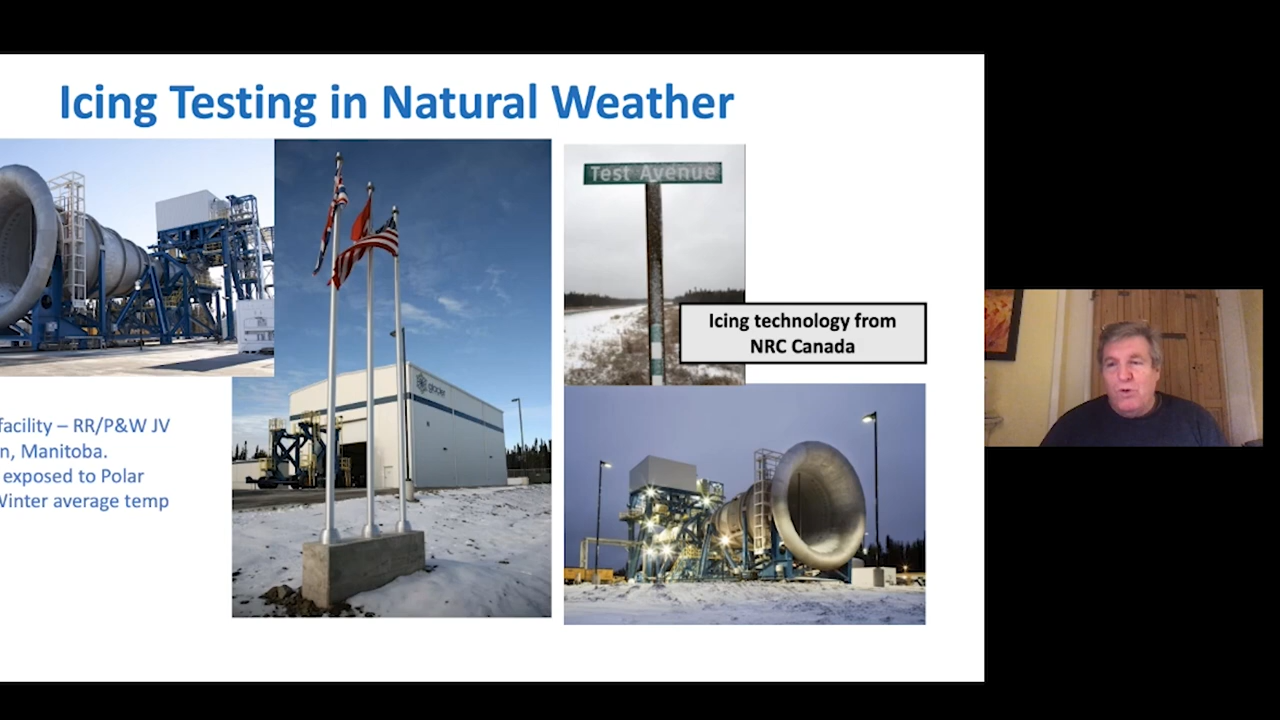 Icing Testing in Natural Weather
Test Avenue
Icing technology from
NRC Canada
glacier
facility – RR/P&W JV
n, Manitoba.
exposed to Polar
Winter average temp